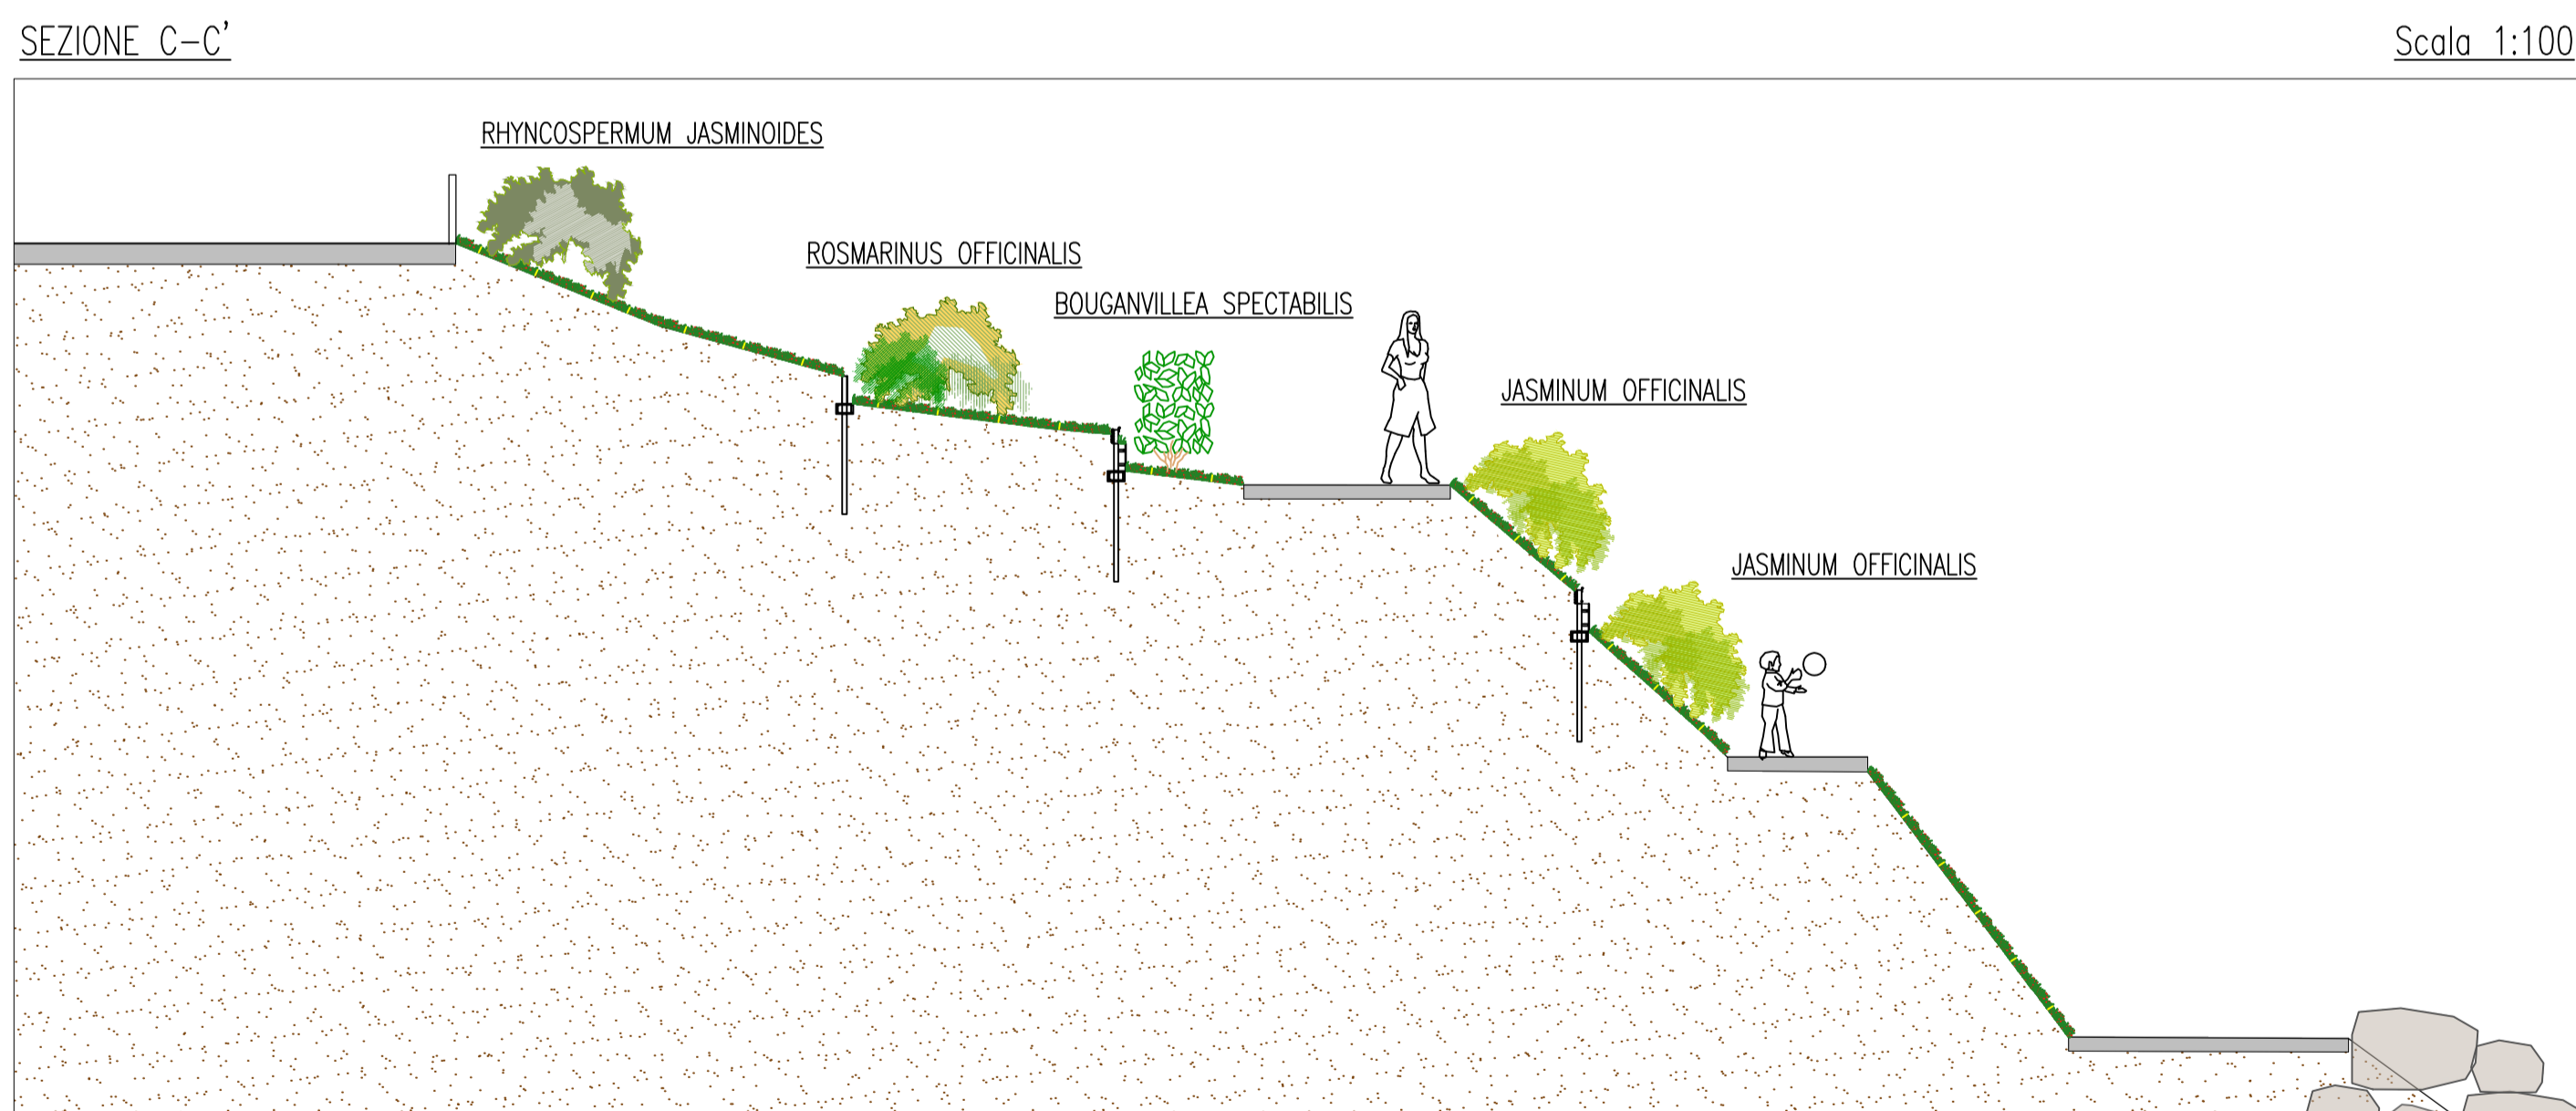 SEZIONE C-C'
Scala 1:100
RHYNCOSPERMUM JASMINOIDES
ROSMARINUS OFFICINALIS
BOUGANVILLEA SPECTABILIS
JASMINUM OFFICINALIS
JASMINUM OFFICINALIS